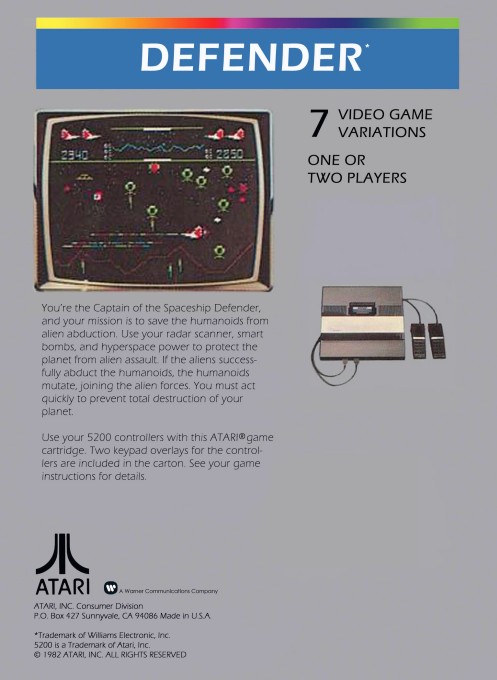 DEFENDER*
7 VIDEO GAME
VARIATIONS
ONE OR
TWO PLAYERS
2340
2050
You're the Captain of the Spaceship Defender,
and your mission is to save the humanoids from
alien abduction. Use your radar scanner, smart
bombs, and hyperspace power to protect the
planet from alien assault. If the aliens success-
fully abduct the humanoids, the humanoids
mutate, joining the alien forces. You must act
quickly to prevent total destruction of your
planet.
Use your 5200 controllers with this ATARI® game
cartridge. Two keypad overlays for the control-
lers are included in the carton. See your game
instructions for details.
ATARI
A Warner Communications Company
ATARI, INC. Consumer Division
P.O. Box 427 Sunnyvale, CA 94086 Made in U.S.A.
*Trademark of Williams Electronic, Inc.
5200 is a Trademark of Atari, Inc.
© 1982 ATARI, INC. ALL RIGHTS RESERVED